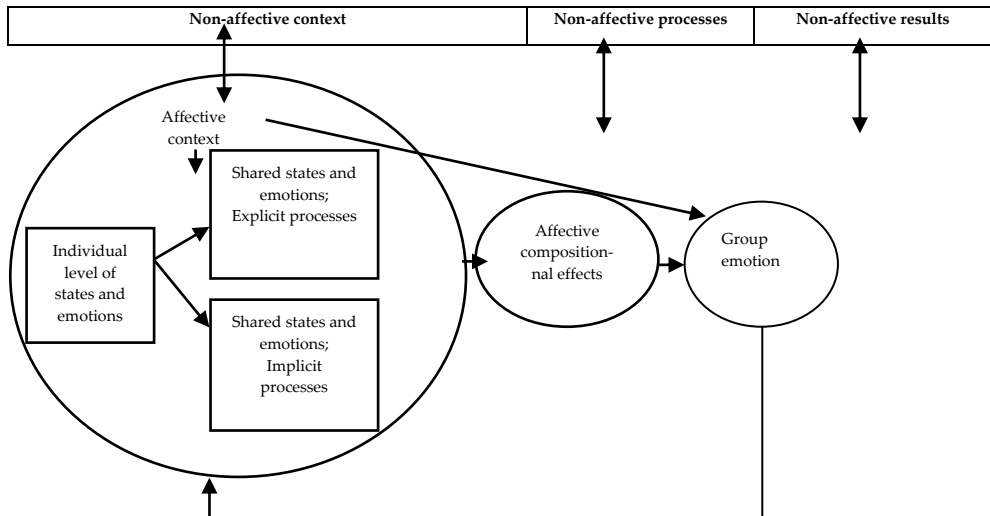 Non-affective context
Non-affective processes
Non-affective results
Affective
context
Shared states and
emotions;
Explicit processes
Individual
level of
states and
emotions
Shared states and
emotions;
Implicit
processes
Affective
composition-
nal effects
Group
emotion